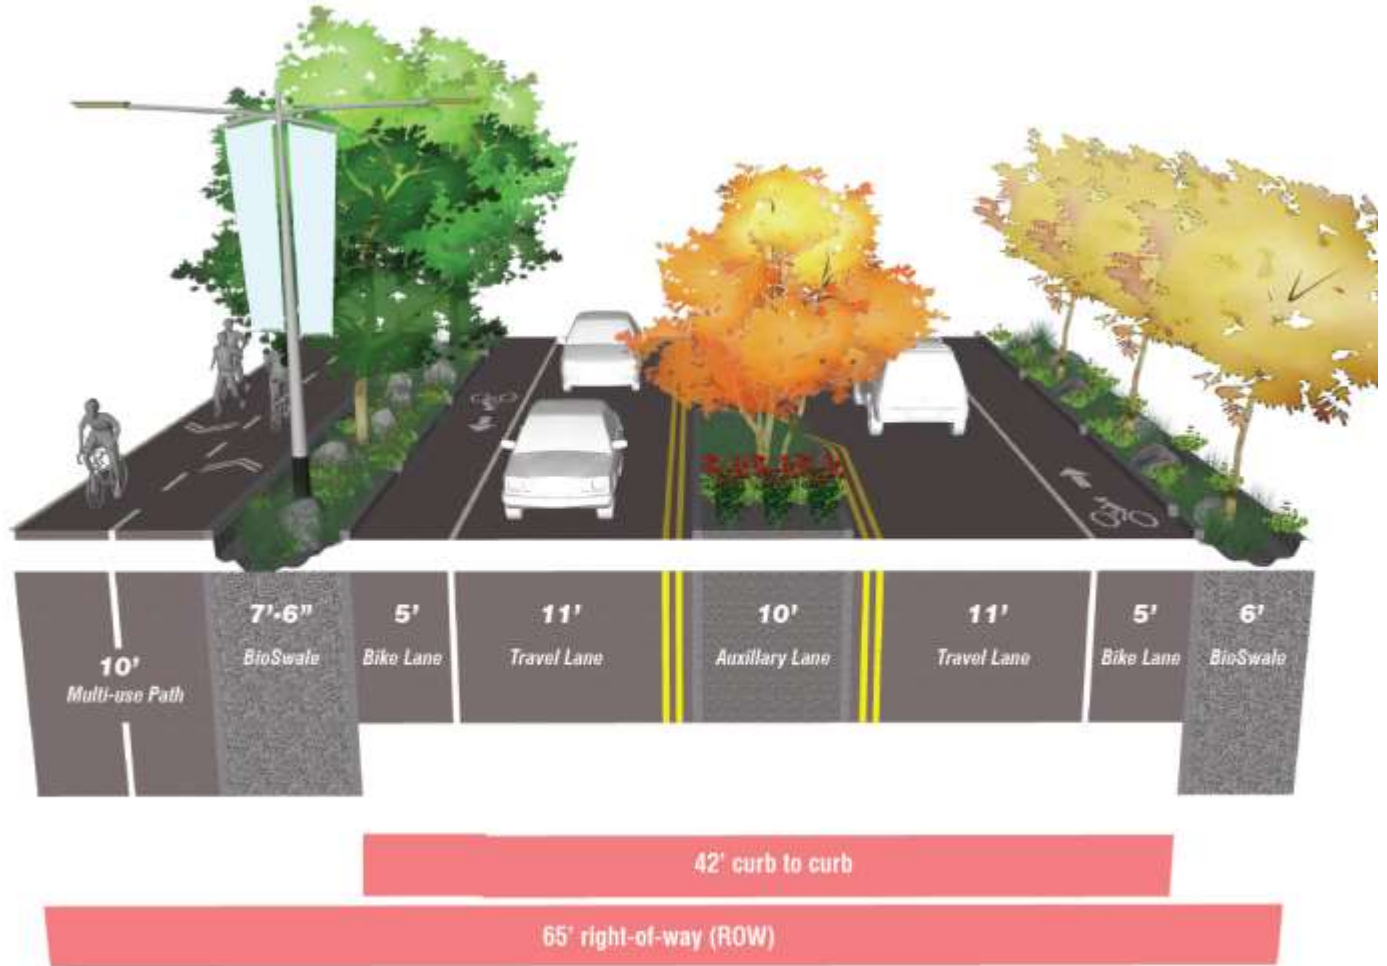 7'-6"
5'
11'
10'
11'
5'
6'
BioSwale
Bike Lane
Travel Lane
Auxillary Lane
Travel Lane
Bike Lane
BioSwale
10'
Multi-use Path
42' curb to curb
65' right-of-way (ROW)